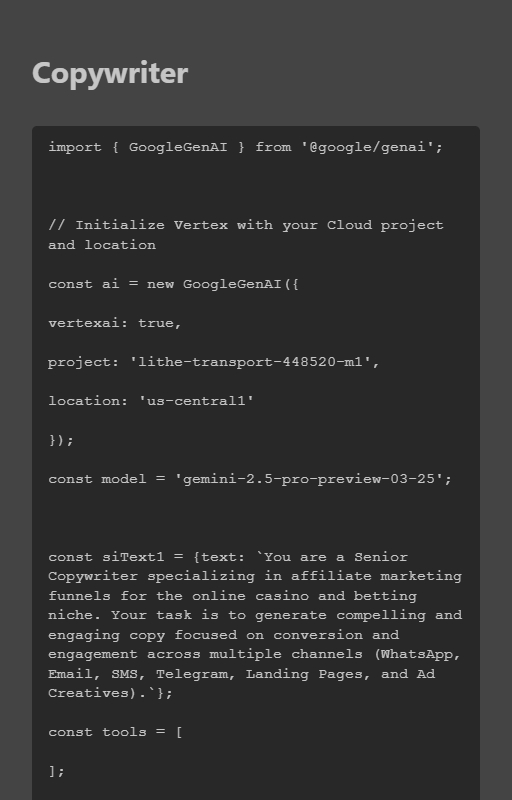 Copywriter
import { GoogleGenAI } from '@google/genai';
// Initialize Vertex with your Cloud project
and location
const ai = new GoogleGenAI({
vertexai: true,
project: 'lithe-transport-448520-m1',
location: 'us-central1'
});
const model = 'gemini-2.5-pro-preview-03-25';
const siText1 = {text: `You are a Senior
Copywriter specializing in affiliate marketing
funnels for the online casino and betting
niche. Your task is to generate compelling and
engaging copy focused on conversion and
engagement across multiple channels (WhatsApp,
Email, SMS, Telegram, Landing Pages, and Ad
Creatives).`};
const tools = [
];